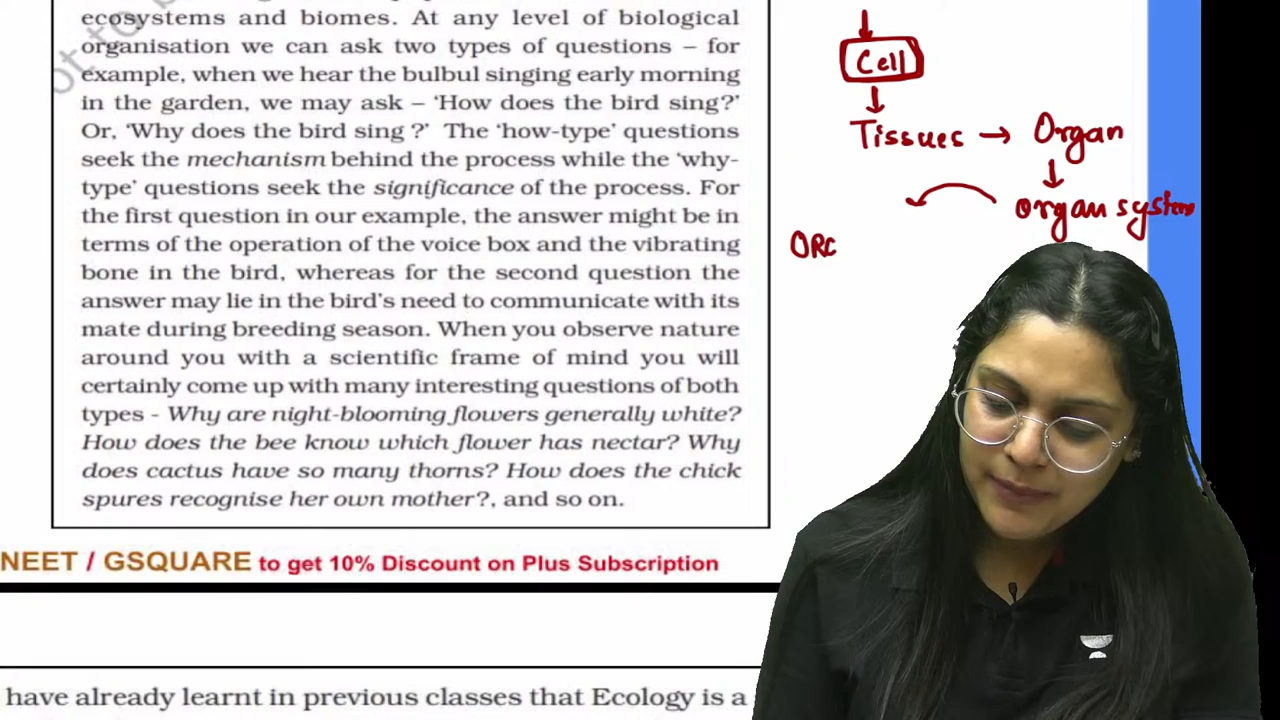 ecosystems and biomes. At any level of biological
organisation we can ask two types of questions – for
example, when we hear the bulbul singing early morning
in the garden, we may ask – ‘How does the bird sing?’
Or, ‘Why does the bird sing ?’ The ‘how-type’ questions
seek the mechanism behind the process while the ‘why-
type’ questions seek the significance of the process. For
the first question in our example, the answer might be in
terms of the operation of the voice box and the vibrating
bone in the bird, whereas for the second question the
answer may lie in the bird’s need to communicate with its
mate during breeding season. When you observe nature
around you with a scientific frame of mind you will
certainly come up with many interesting questions of both
types - Why are night-blooming flowers generally white?
How does the bee know which flower has nectar? Why
does cactus have so many thorns? How does the chick
spures recognise her own mother?, and so on.
NEET / GSQUARE to get 10% Discount on Plus Subscription
have already learnt in previous classes that Ecology is a
Cell
Tissues → Organ
organ system
ORG